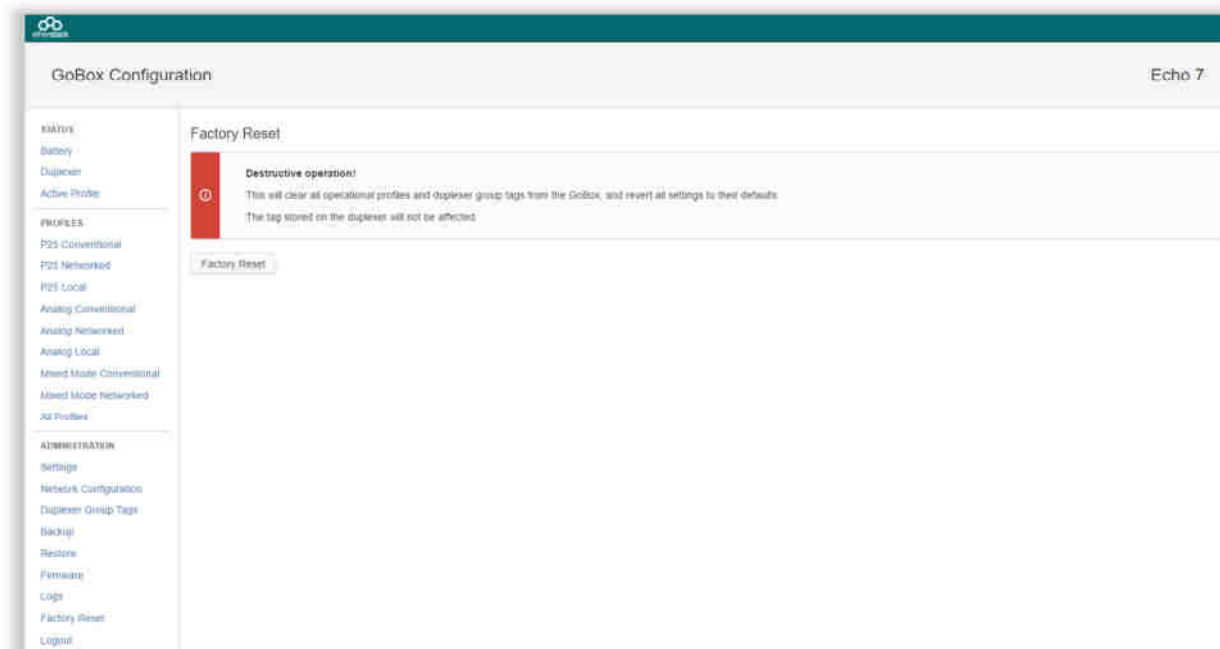 etherstack
GoBox Configuration
Echo 7
STATUS
Battery
Duplexer
Active Profile
PROFILES
P25 Conventional
P25 Networked
P25 Local
Analog Conventional
Analog Networked
Analog Local
Mixed Mode Conventional
Mixed Mode Networked
All Profiles
ADMINISTRATION
Settings
Network Configuration
Duplexer Group Tags
Backup
Restore
Firmware
Logs
Factory Reset
Logout
Factory Reset
Destructive operation!
This will clear all operational profiles and duplexer group tags from the GoBox, and revert all settings to their defaults.
The tag stored on the duplexer will not be affected.
Factory Reset